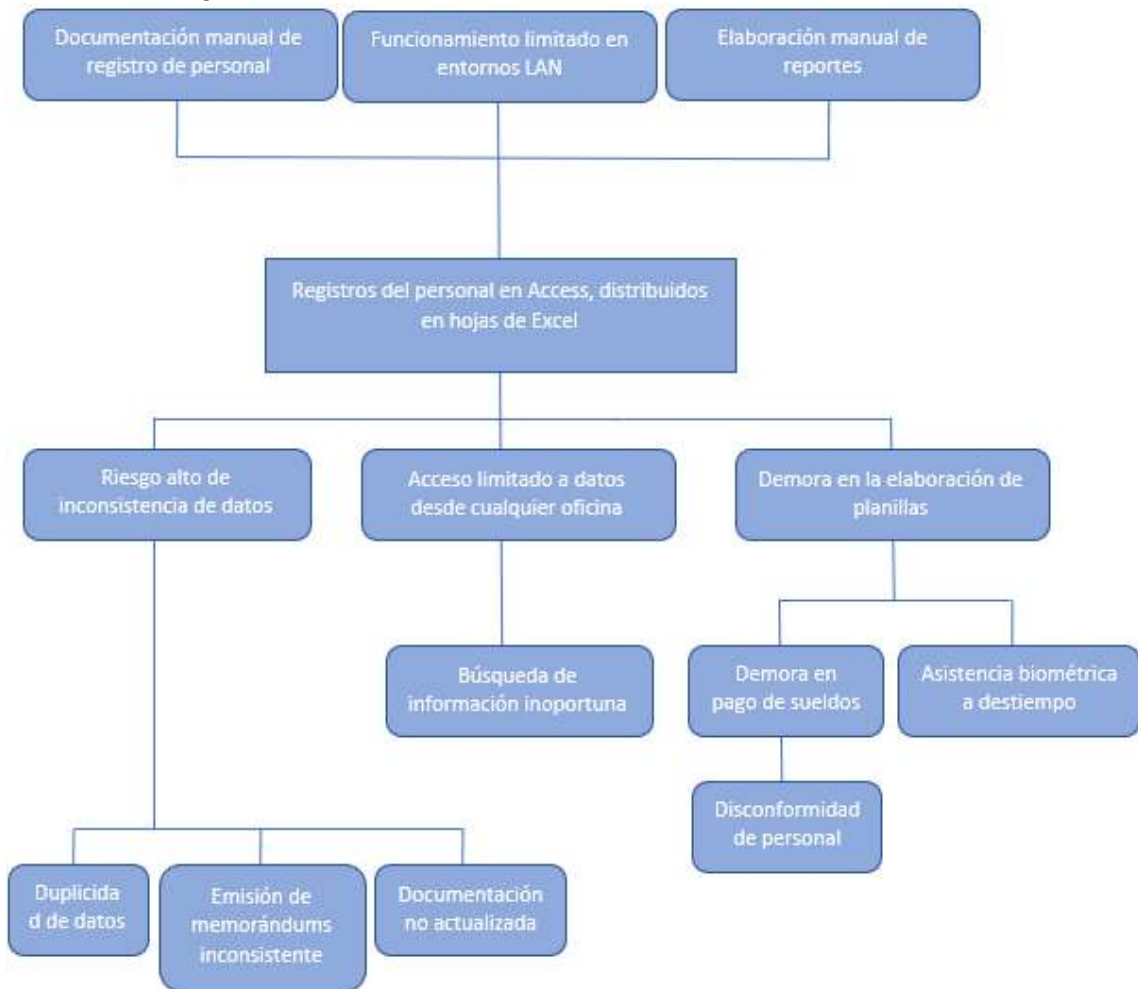 Documentación manual de
registro de personal
Funcionamiento limitado en
entornos LAN
Elaboración manual de
reportes
Registros del personal en Access, distribuidos
en hojas de Excel
Riesgo alto de
inconsistencia de datos
Acceso limitado a datos
desde cualquier oficina
Demora en la elaboración de
planillas
Búsqueda de
información inoportuna
Demora en
pago de sueldos
Asistencia biométrica
a destiempo
Disconformidad
de personal
Duplicida
d de datos
Emisión de
memorándums
inconsistente
Documentación
no actualizada